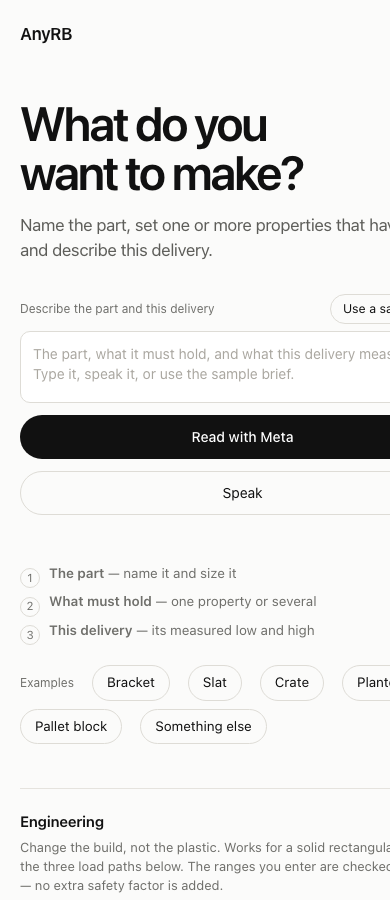 AnyRB
What do you
want to make?
Name the part, set one or more properties that
and describe this delivery.
Describe the part and this delivery
Use a
The part, what it must hold, and what this delivery
Type it, speak it, or use the sample brief.
Read with Meta
Speak
1 The part — name it and size it
2 What must hold — one property or several
3 This delivery — its measured low and high
Examples Bracket Slat Crate
Pallet block Something else
Engineering
Change the build, not the plastic. Works for a solid
the three load paths below. The ranges you enter are checked
— no extra safety factor is added.